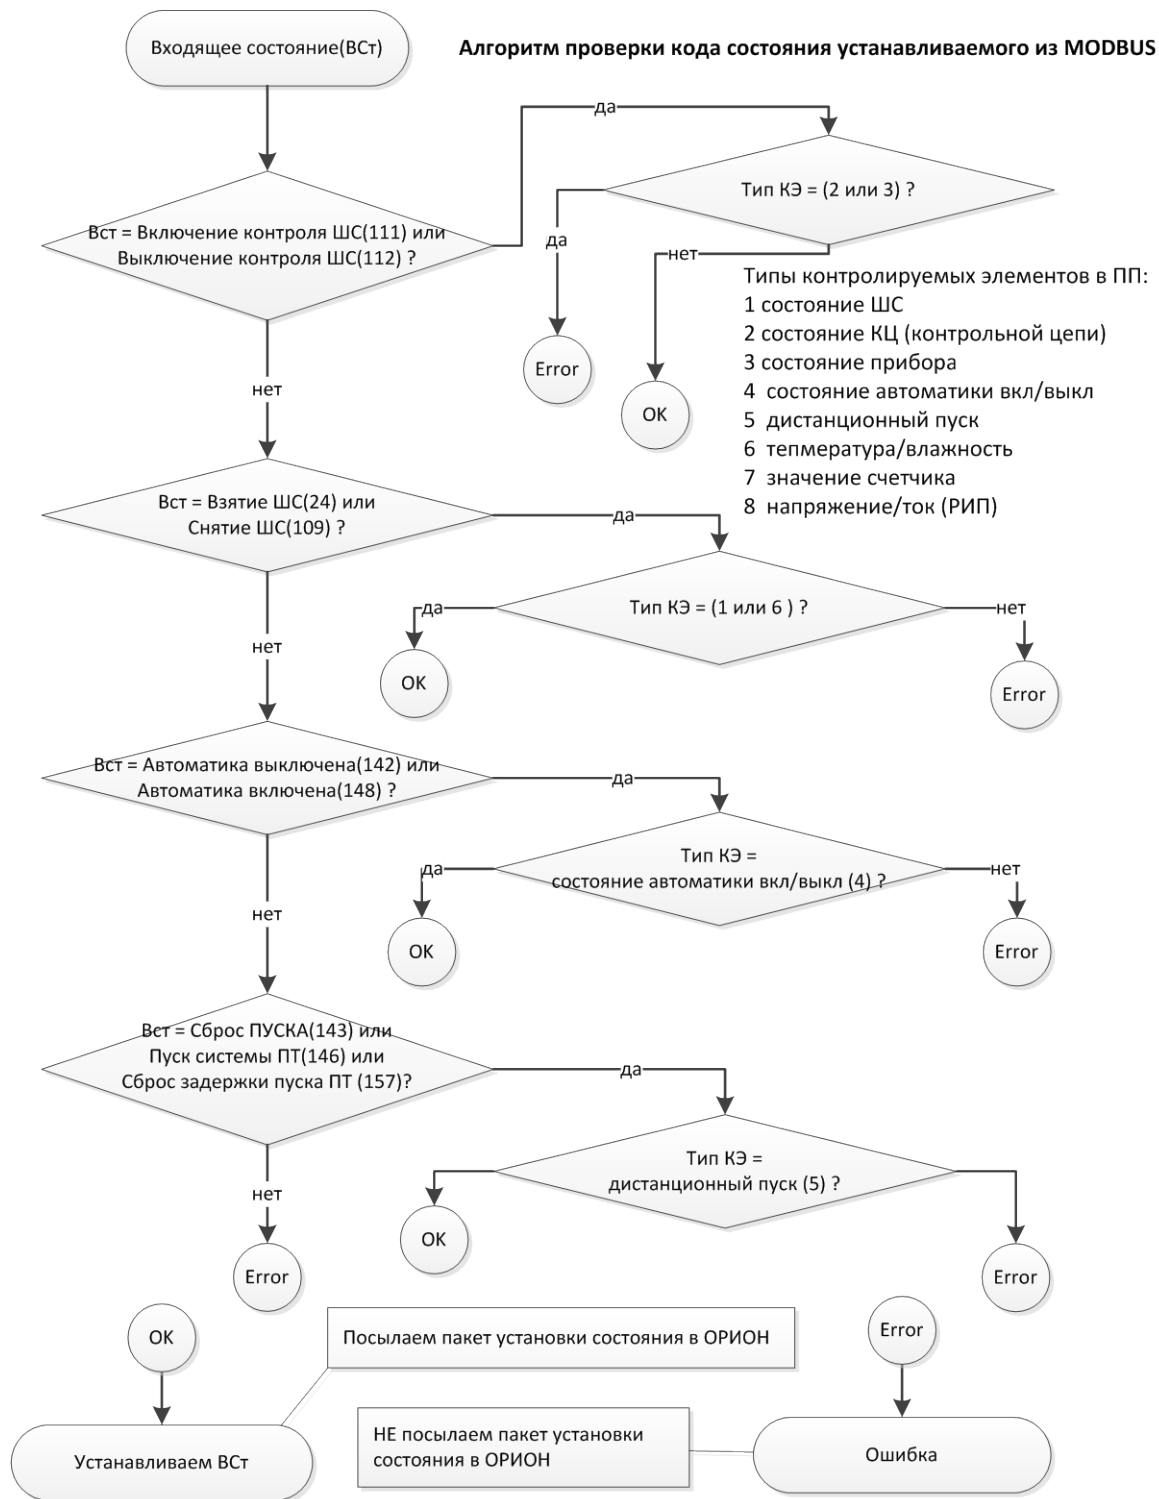 Входящее состояние(ВСт)
Алгоритм проверки кода состояния устанавливаемого из MODBUS
да
Тип КЭ = (2 или 3) ?
Вст = Включение контроля ШС(111) или
Выключение контроля ШС(112) ?
да
нет
Error
OK
Типы контролируемых элементов в ПП:
1 состояние ШС
2 состояние КЦ (контрольной цепи)
3 состояние прибора
4 состояние автоматики вкл/выкл
5 дистанционный пуск
6 тепмература/влажность
7 значение счетчика
8 напряжение/ток (РИП)
нет
Вст = Взятие ШС(24) или
Снятие ШС(109) ?
да
Тип КЭ = (1 или 6 ) ?
да
нет
OK
Error
нет
Вст = Автоматика выключена(142) или
Автоматика включена(148) ?
да
Тип КЭ =
состояние автоматики вкл/выкл (4) ?
да
нет
OK
Error
нет
Вст = Сброс ПУСКА(143) или
Пуск системы ПТ(146) или
Сброс задержки пуска ПТ (157)?
да
Тип КЭ =
дистанционный пуск (5) ?
OK
Error
нет
Error
OK
Посылаем пакет установки состояния в ОРИОН
Error
Устанавливаем ВСт
НЕ посылаем пакет установки
состояния в ОРИОН
Ошибка